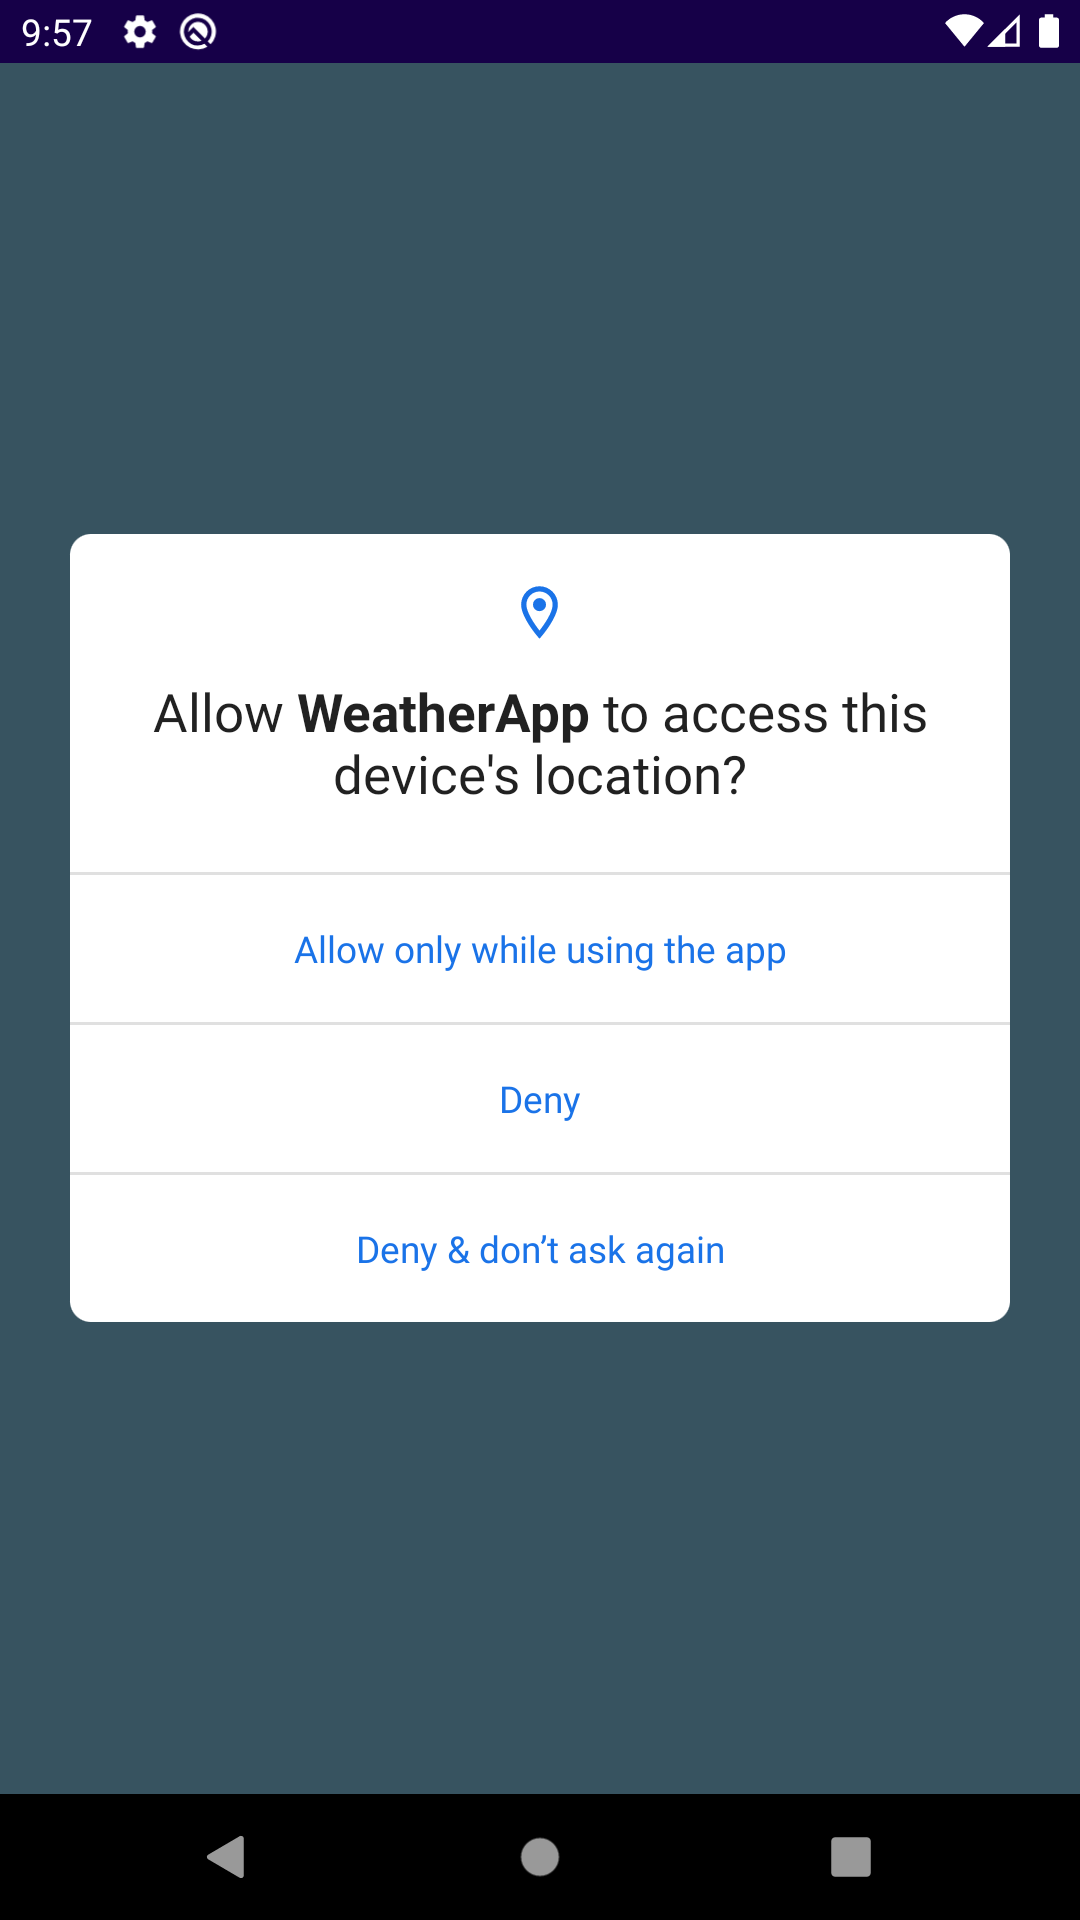 9:57
Allow WeatherApp to access this
device's location?
Allow only while using the app
Deny
Deny & don’t ask again